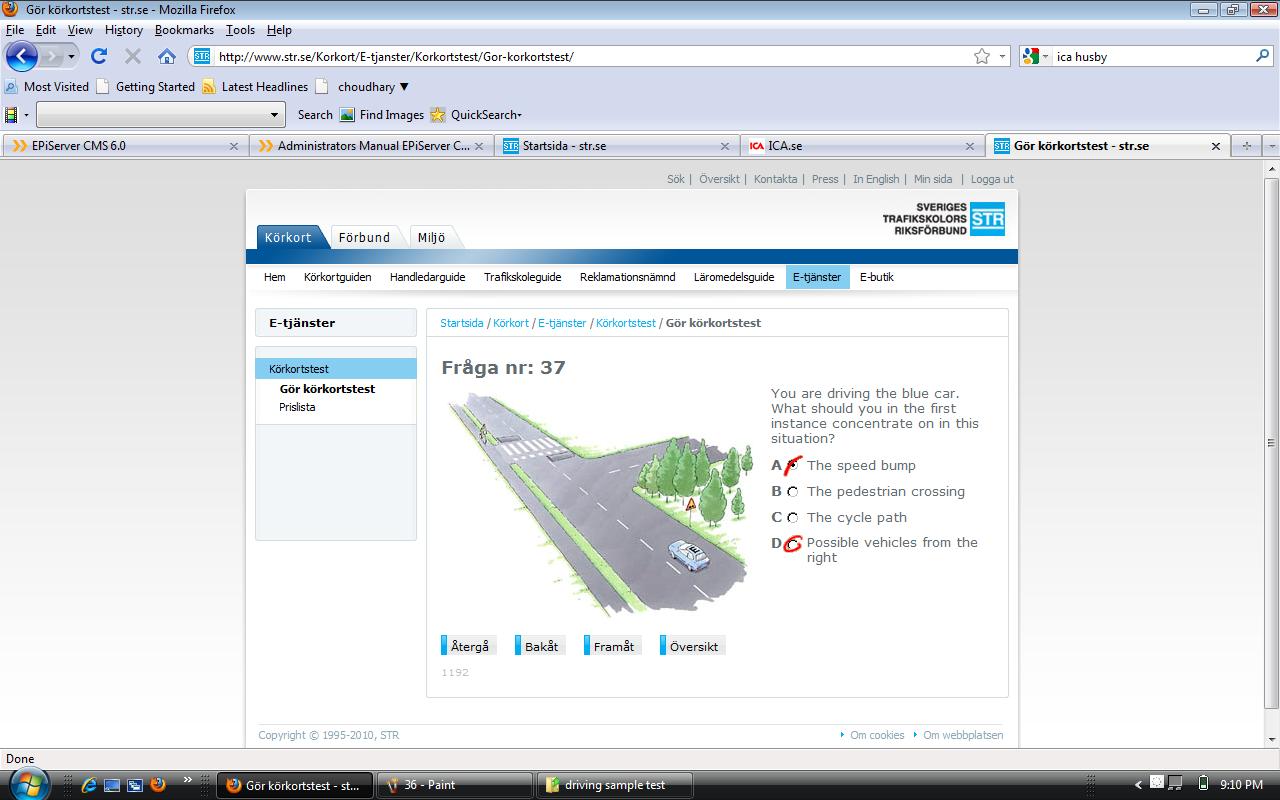 Gör körkortstest - str.se - Mozilla Firefox
File Edit View History Bookmarks Tools Help
http://www.str.se/Korkort/E-tjanster/Korkortstest/Gor-korkortstest/ ica husby
Most Visited Getting Started Latest Headlines choudhary ▼
Search Find Images QuickSearch
EPiServer CMS 6.0 Administrators Manual EPiServer C... Startsida - str.se ICA ICA.se Gör körkortstest - str.se
Sök | Översikt | Kontakta | Press | In English | Min sida | Logga ut
SVERIGES
TRAFIKSKOLORS
RIKSFÖRBUND
STR
Körkort Förbund Miljö
Hem Körkortguiden Handledarguide Trafikskoleguide Reklamationsnämnd Läromedelsguide E-tjänster E-butik
E-tjänster
Körkortstest
Gör körkortstest
Prislista
Startsida / Körkort / E-tjänster / Körkortstest / Gör körkortstest
Fråga nr: 37
You are driving the blue car.
What should you in the first
instance concentrate on in this
situation?
A The speed bump
B The pedestrian crossing
C The cycle path
D Possible vehicles from the
right
Återgå Bakåt Framåt Översikt
1192
Copyright © 1995-2010, STR Om cookies Om webbplatsen
Done
Gör körkortstest - st... 36 - Paint driving sample test 9:10 PM